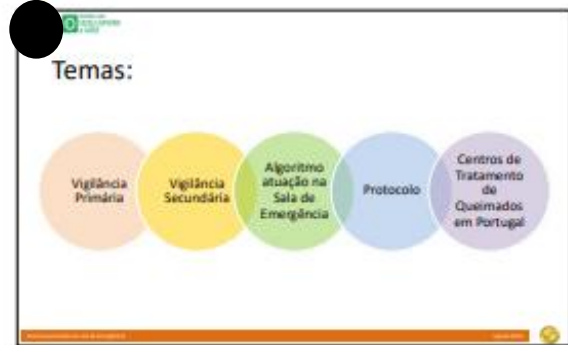 Temas:
Vigilância
Primária
Vigilância
Secundária
Algoritmo
atuação na
Sala de
Emergência
Protocolo
Centros de
Tratamento
de
Queimados
em Portugal